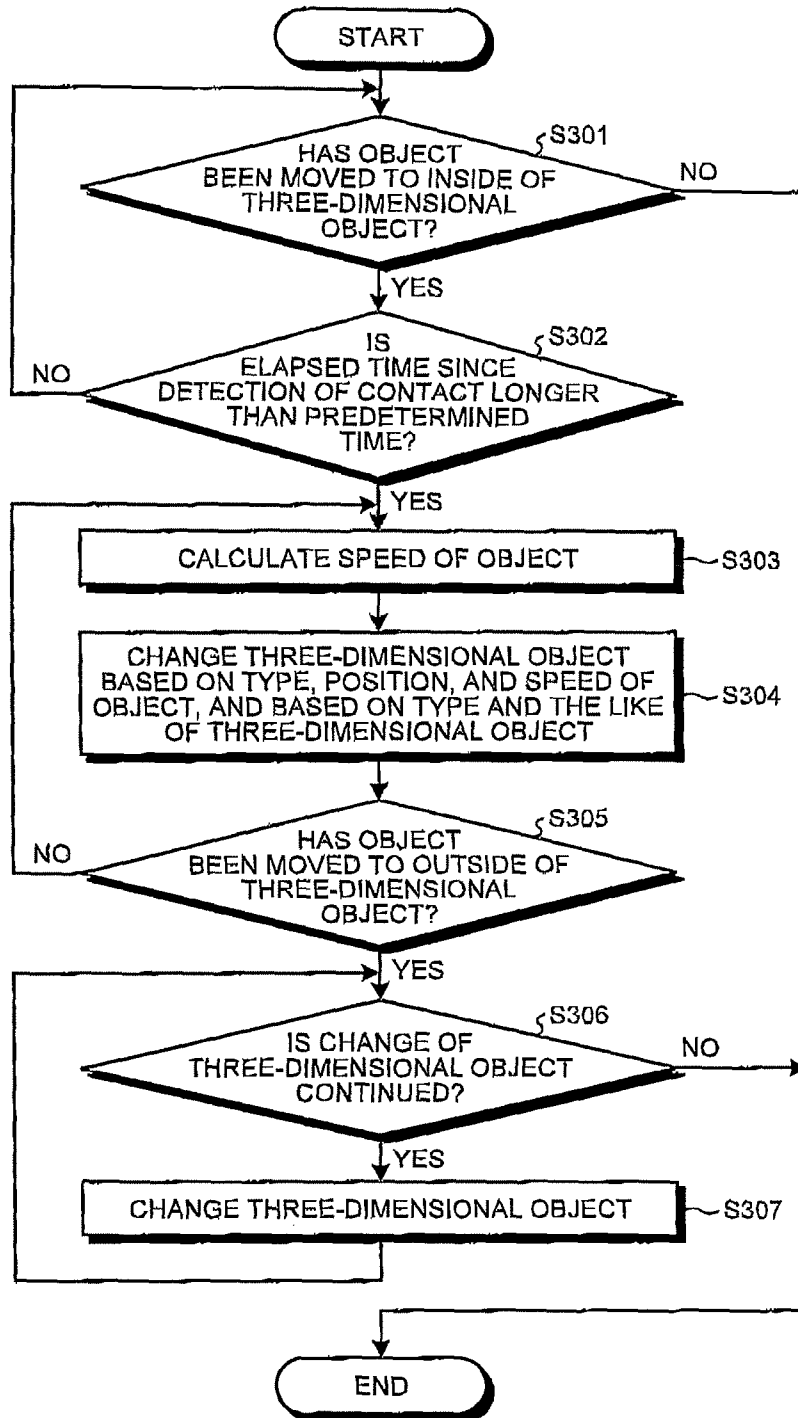 START
S301
HAS OBJECT
BEEN MOVED TO INSIDE OF
THREE-DIMENSIONAL
OBJECT?
NO
YES
S302
IS
ELAPSED TIME SINCE
DETECTION OF CONTACT LONGER
THAN PREDETERMINED
TIME?
NO
YES
CALCULATE SPEED OF OBJECT
S303
CHANGE THREE-DIMENSIONAL OBJECT
BASED ON TYPE, POSITION, AND SPEED OF
OBJECT, AND BASED ON TYPE AND THE LIKE
OF THREE-DIMENSIONAL OBJECT
S304
S305
HAS OBJECT
BEEN MOVED TO OUTSIDE OF
THREE-DIMENSIONAL
OBJECT?
NO
YES
S306
IS CHANGE OF
THREE-DIMENSIONAL OBJECT
CONTINUED?
NO
YES
CHANGE THREE-DIMENSIONAL OBJECT
S307
END